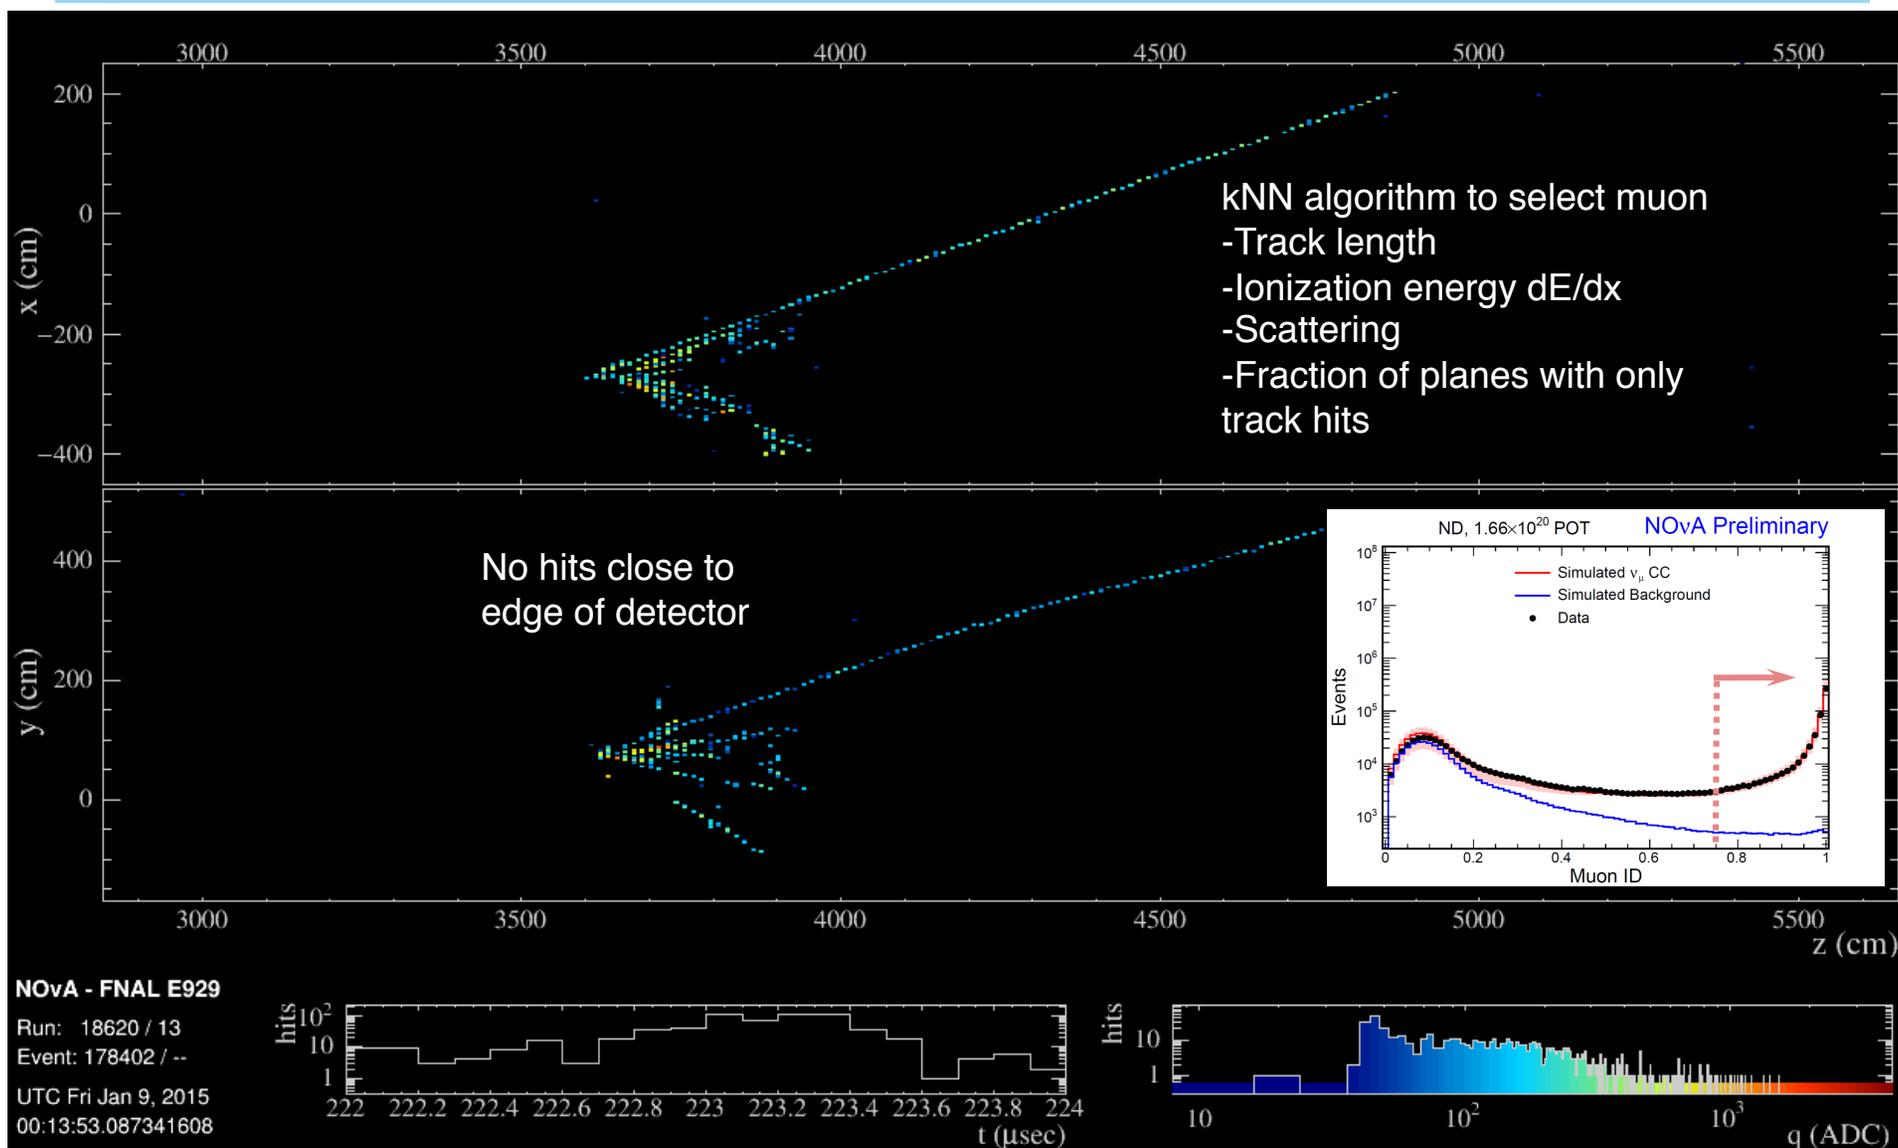 3000 3500 4000 4500 5000 5500
200
0
−200
−400
x (cm)
kNN algorithm to select muon
-Track length
-Ionization energy dE/dx
-Scattering
-Fraction of planes with only
track hits
400
200
0
y (cm)
No hits close to
edge of detector
ND, 1.66×10²⁰ POT NOνA Preliminary
Simulated ν_μ CC
Simulated Background
Data
10⁸
10⁷
10⁶
10⁵
10⁴
10³
Events
0 0.2 0.4 0.6 0.8 1
Muon ID
3000 3500 4000 4500 5000 5500
z (cm)
NOvA - FNAL E929
Run: 18620 / 13
Event: 178402 / --
UTC Fri Jan 9, 2015
00:13:53.087341608
hits
10²
10
1
222 222.2 222.4 222.6 222.8 223 223.2 223.4 223.6 223.8 224
t (μsec)
hits
10
1
10 10² 10³
q (ADC)